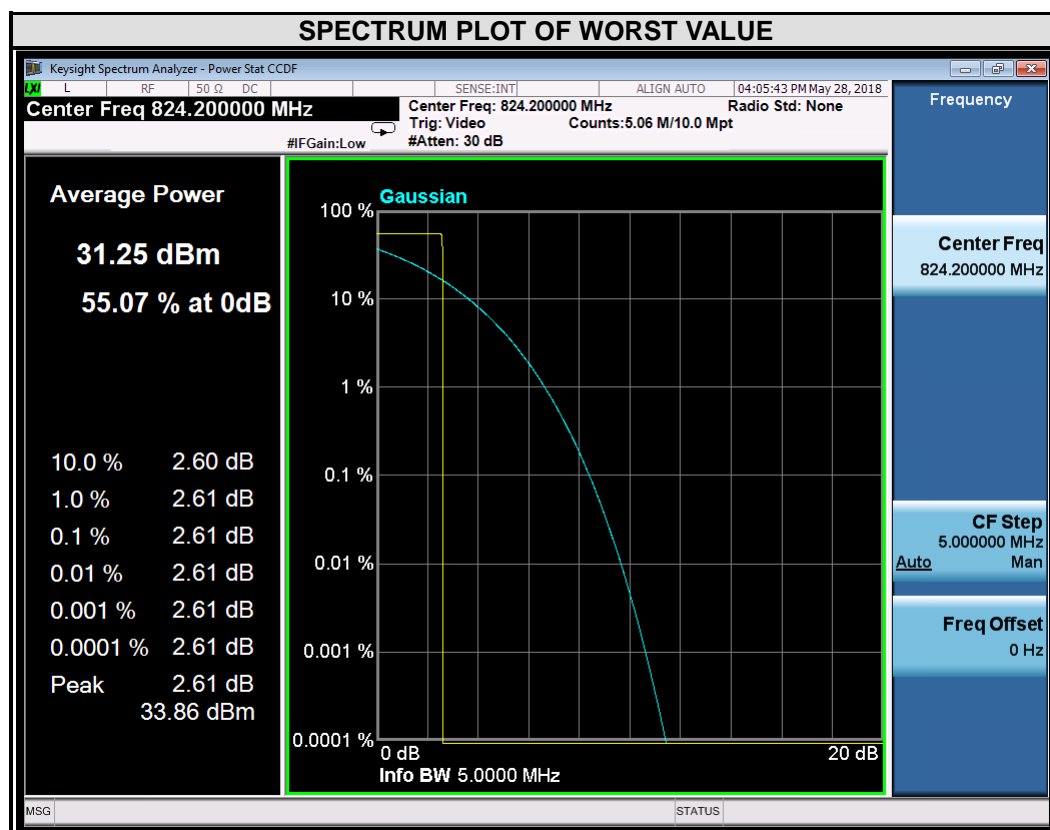 SPECTRUM PLOT OF WORST VALUE
Keysight Spectrum Analyzer - Power Stat CCDF
LXI L RF 50 Ω DC SENSE:INT ALIGN AUTO 04:05:43 PM May 28, 2018
Center Freq 824.200000 MHz
Center Freq: 824.200000 MHz Radio Std: None
Trig: Video Counts:5.06 M/10.0 Mpt
#IFGain:Low #Atten: 30 dB
Average Power
31.25 dBm
55.07 % at 0dB
10.0 % 2.60 dB
1.0 % 2.61 dB
0.1 % 2.61 dB
0.01 % 2.61 dB
0.001 % 2.61 dB
0.0001 % 2.61 dB
Peak 2.61 dB
33.86 dBm
Gaussian
100 %
10 %
1 %
0.1 %
0.01 %
0.001 %
0.0001 %
0 dB 20 dB
Info BW 5.0000 MHz
Frequency
Center Freq
824.200000 MHz
CF Step
5.000000 MHz
Auto Man
Freq Offset
0 Hz
MSG STATUS